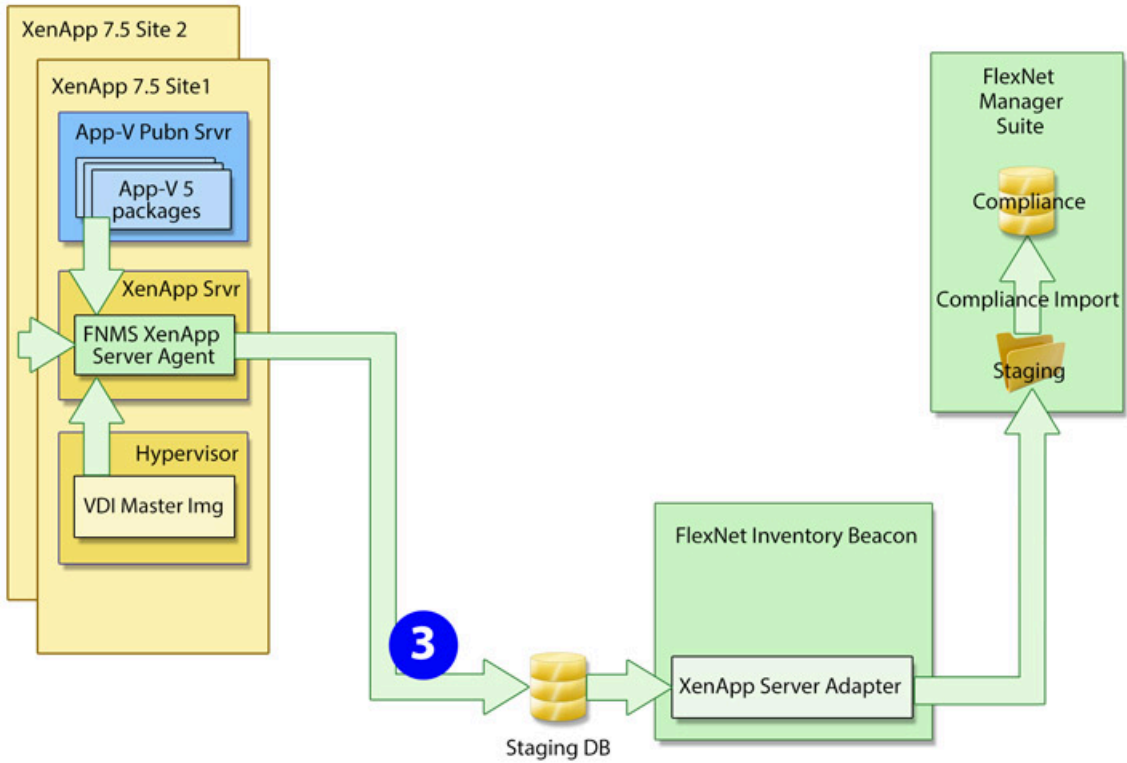 XenApp 7.5 Site 2
XenApp 7.5 Site1
App-V Pubn Srvr
App-V 5
packages
XenApp Srvr
FNMS XenApp
Server Agent
Hypervisor
VDI Master Img
3
Staging DB
FlexNet Inventory Beacon
XenApp Server Adapter
FlexNet
Manager
Suite
Compliance
Compliance Import
Staging